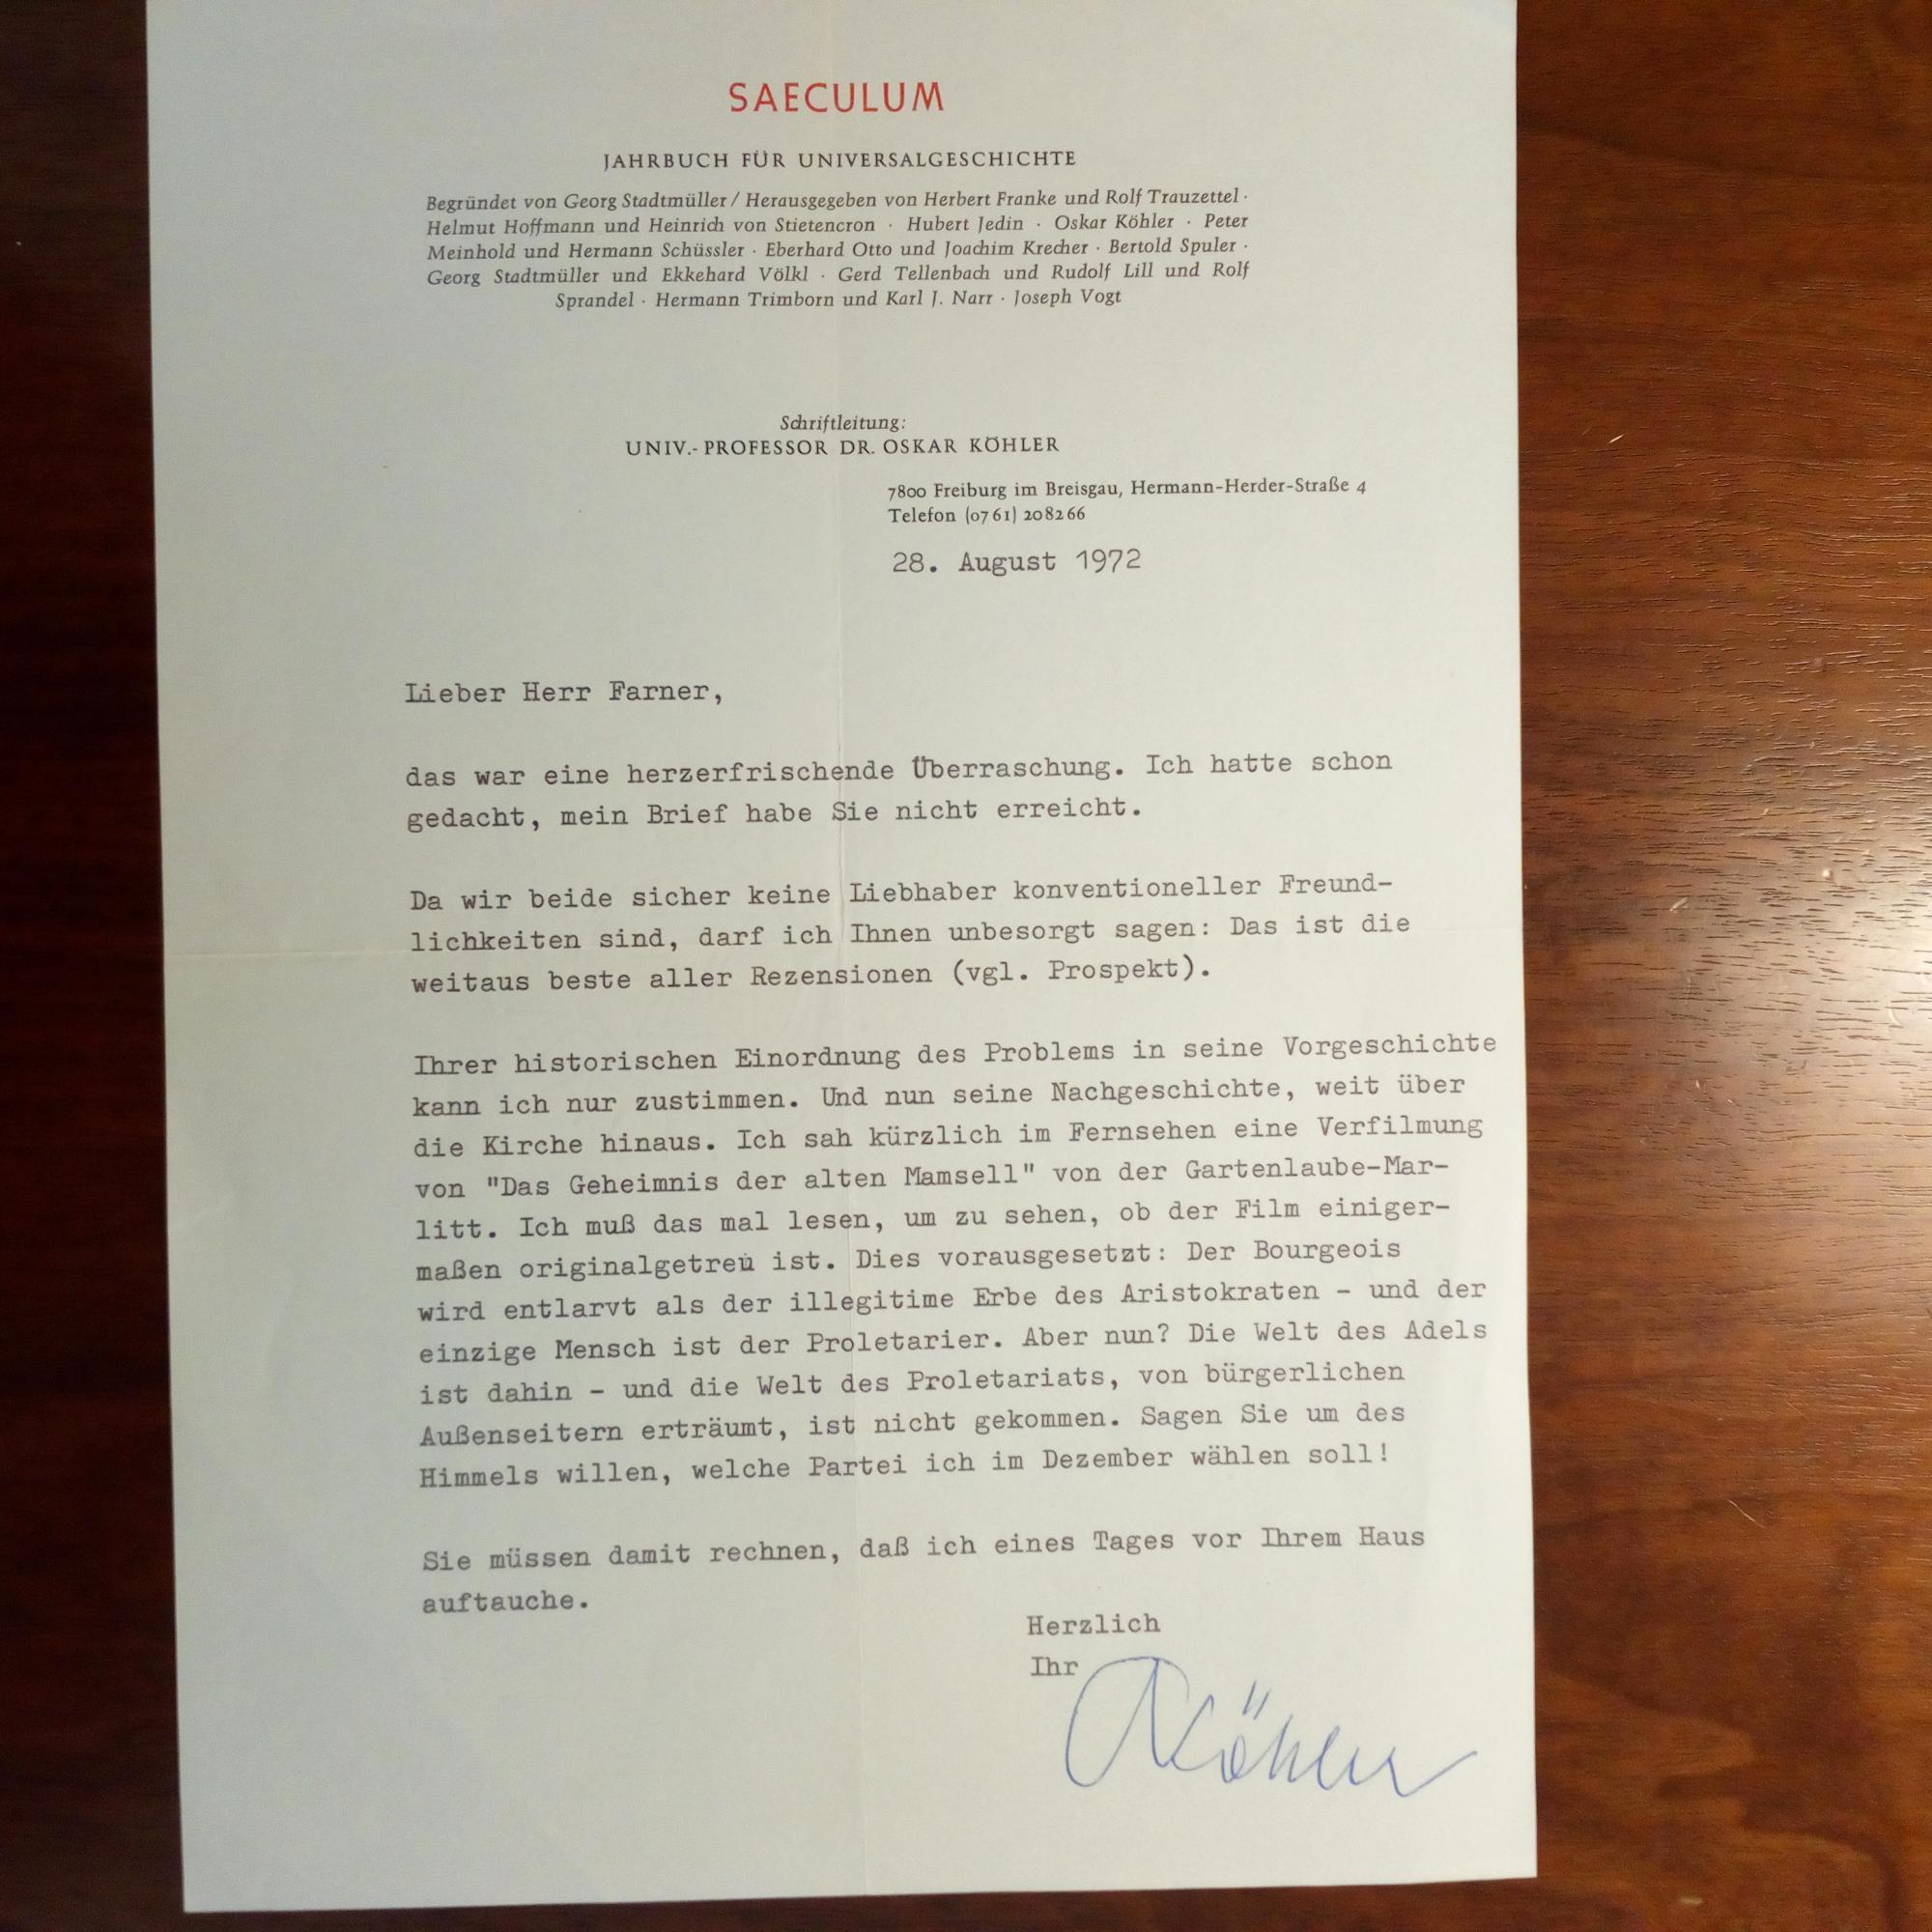 SAECULUM
JAHRBUCH FÜR UNIVERSALGESCHICHTE
Begründet von Georg Stadtmüller / Herausgegeben von Herbert Franke und Rolf Trauzettel ·
Helmut Hoffmann und Heinrich von Stietencron · Hubert Jedin · Oskar Köhler · Peter
Meinhold und Hermann Schüssler · Eberhard Otto und Joachim Krecher · Bertold Spuler ·
Georg Stadtmüller und Ekkehard Völkl · Gerd Tellenbach und Rudolf Lill und Rolf
Sprandel · Hermann Trimborn und Karl J. Narr · Joseph Vogt
Schriftleitung:
UNIV.-PROFESSOR DR. OSKAR KÖHLER
7800 Freiburg im Breisgau, Hermann-Herder-Straße 4
Telefon (0761) 208266
28. August 1972
Lieber Herr Farner,
das war eine herzerfrischende Überraschung. Ich hatte schon
gedacht, mein Brief habe Sie nicht erreicht.
Da wir beide sicher keine Liebhaber konventioneller Freund-
lichkeiten sind, darf ich Ihnen unbesorgt sagen: Das ist die
weitaus beste aller Rezensionen (vgl. Prospekt).
Ihrer historischen Einordnung des Problems in seine Vorgeschichte
kann ich nur zustimmen. Und nun seine Nachgeschichte, weit über
die Kirche hinaus. Ich sah kürzlich im Fernsehen eine Verfilmung
von "Das Geheimnis der alten Mamsell" von der Gartenlaube-Mar-
litt. Ich muß das mal lesen, um zu sehen, ob der Film einiger-
maßen originalgetreu ist. Dies vorausgesetzt: Der Bourgeois
wird entlarvt als der illegitime Erbe des Aristokraten - und der
einzige Mensch ist der Proletarier. Aber nun? Die Welt des Adels
ist dahin - und die Welt des Proletariats, von bürgerlichen
Außenseitern erträumt, ist nicht gekommen. Sagen Sie um des
Himmels willen, welche Partei ich im Dezember wählen soll!
Sie müssen damit rechnen, daß ich eines Tages vor Ihrem Haus
auftauche.
Herzlich
Ihr
OKöhler